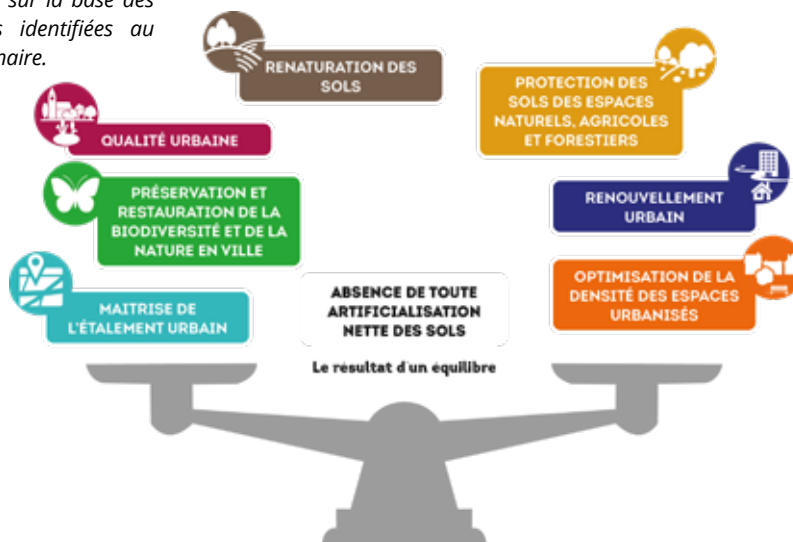 sur la base des
identifiées au
RENATURATION DES
SOLS
PROTECTION DES
SOLS DES ESPACES
NATURELS, AGRICOLES
ET FORESTIERS
QUALITÉ URBAINE
PRÉSERVATION ET
RESTAURATION DE LA
BIODIVERSITÉ ET DE LA
NATURE EN VILLE
RENOUVELLEMENT
URBAIN
MAITRISE DE
L'ÉTALEMENT URBAIN
OPTIMISATION DE LA
DENSITÉ DES ESPACES
URBANISÉS
ABSENCE DE TOUTE
ARTIFICIALISATION
NETTE DES SOLS
Le résultat d'un équilibre